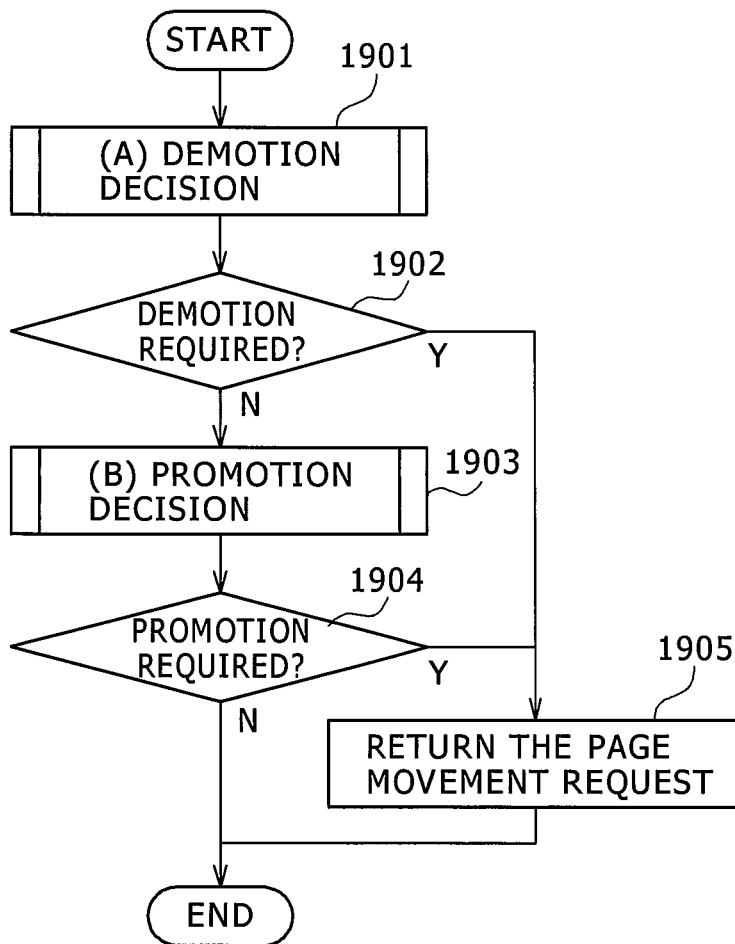 START
1901
(A) DEMOTION
DECISION
1902
DEMOTION
REQUIRED?
Y
N
(B) PROMOTION
DECISION
1903
1904
PROMOTION
REQUIRED?
Y
N
1905
RETURN THE PAGE
MOVEMENT REQUEST
END